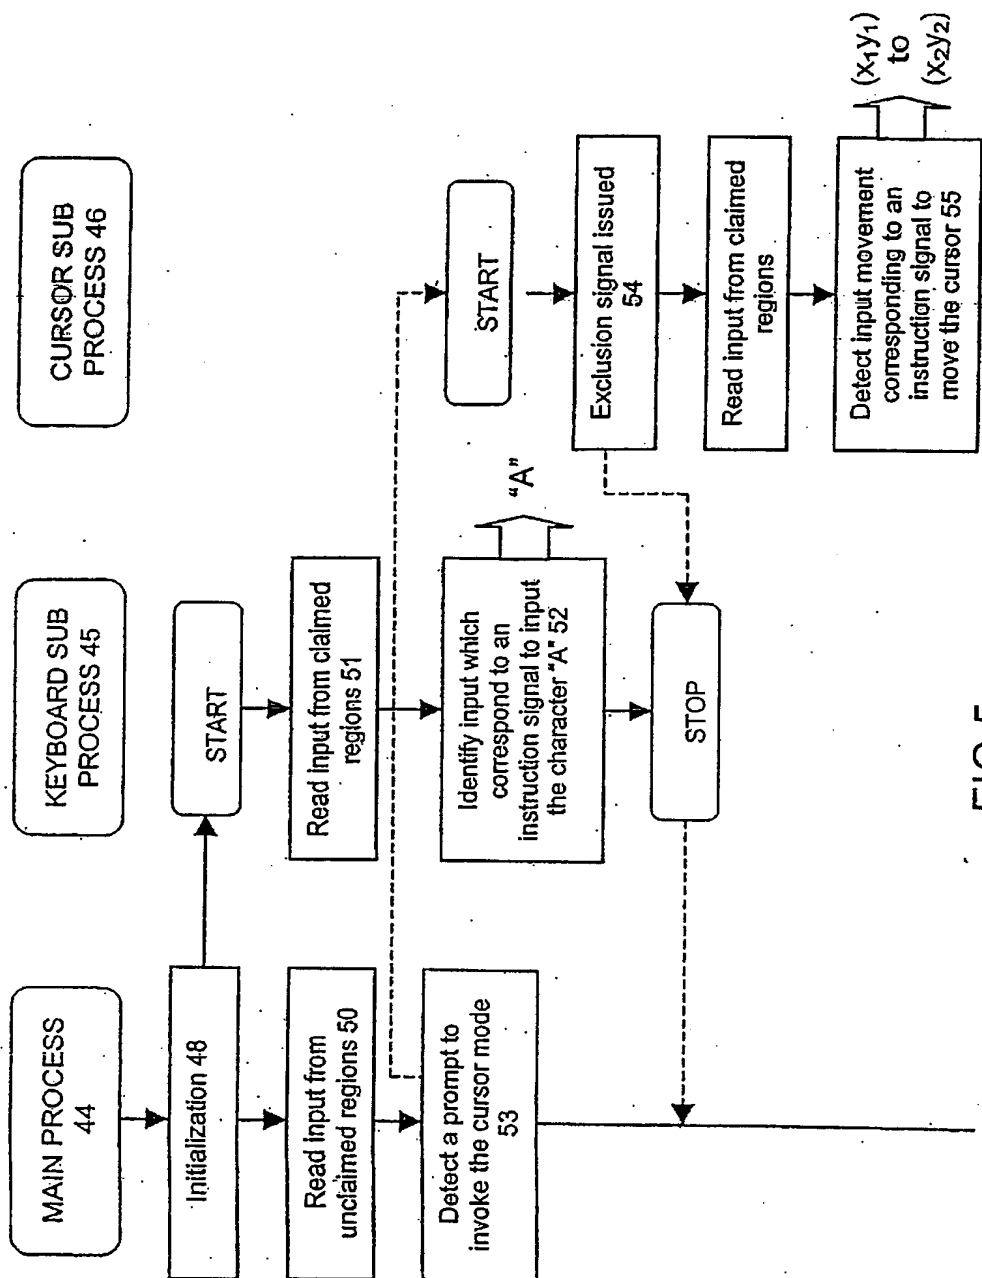 MAIN PROCESS
44
Initialization 48
Read input from
unclaimed regions 50
Detect a prompt to
invoke the cursor mode
53
KEYBOARD SUB
PROCESS 45
START
Read input from claimed
regions 51
Identify input which
correspond to an
instruction signal to input
the character "A" 52
"A"
STOP
CURSOR SUB
PROCESS 46
START
Exclusion signal issued
54
Read input from claimed
regions
Detect input movement
corresponding to an
instruction signal to
move the cursor 55
(x₁y₁)
to
(x₂y₂)